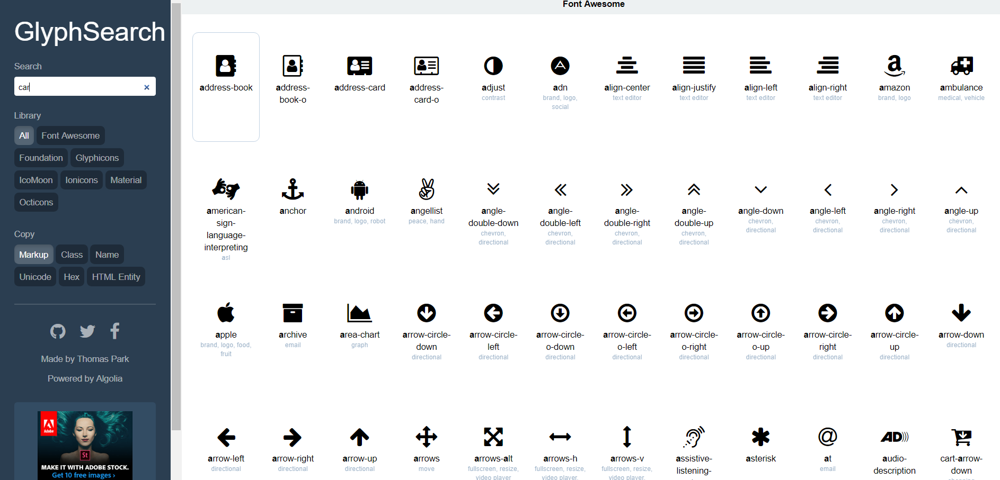 GlyphSearch
Search
car
Library
All
Font Awesome
Foundation
Glyphicons
IcoMoon
Ionicons
Material
Octicons
Copy
Markup
Class
Name
Unicode
Hex
HTML Entity
Made by Thomas Park
Powered by Algolia
Adobe
St
MAKE IT WITH ADOBE STOCK.
Get 10 free images ›
Font Awesome
address-book
address-
book-o
address-card
address-
card-o
adjust
contrast
adn
brand, logo,
social
align-center
text editor
align-justify
text editor
align-left
text editor
align-right
text editor
amazon
brand, logo
ambulance
medical, vehicle
american-
sign-
language-
interpreting
asl
anchor
android
brand, logo, robot
angellist
peace, hand
angle-
double-down
chevron,
directional
angle-
double-left
chevron,
directional
angle-
double-right
chevron,
directional
angle-
double-up
chevron,
directional
angle-down
chevron,
directional
angle-left
chevron,
directional
angle-right
chevron,
directional
angle-up
chevron,
directional
apple
brand, logo, food,
fruit
archive
email
area-chart
graph
arrow-circle-
down
directional
arrow-circle-
left
directional
arrow-circle-
o-down
directional
arrow-circle-
o-left
directional
arrow-circle-
o-right
directional
arrow-circle-
o-up
directional
arrow-circle-
right
directional
arrow-circle-
up
directional
arrow-down
directional
arrow-left
directional
arrow-right
directional
arrow-up
directional
arrows
move
arrows-alt
fullscreen, resize,
video player
arrows-h
fullscreen, resize,
video player,
arrows-v
fullscreen, resize,
video player,
assistive-
listening-
asterisk
@
at
email
AD
audio-
description
cart-arrow-
down